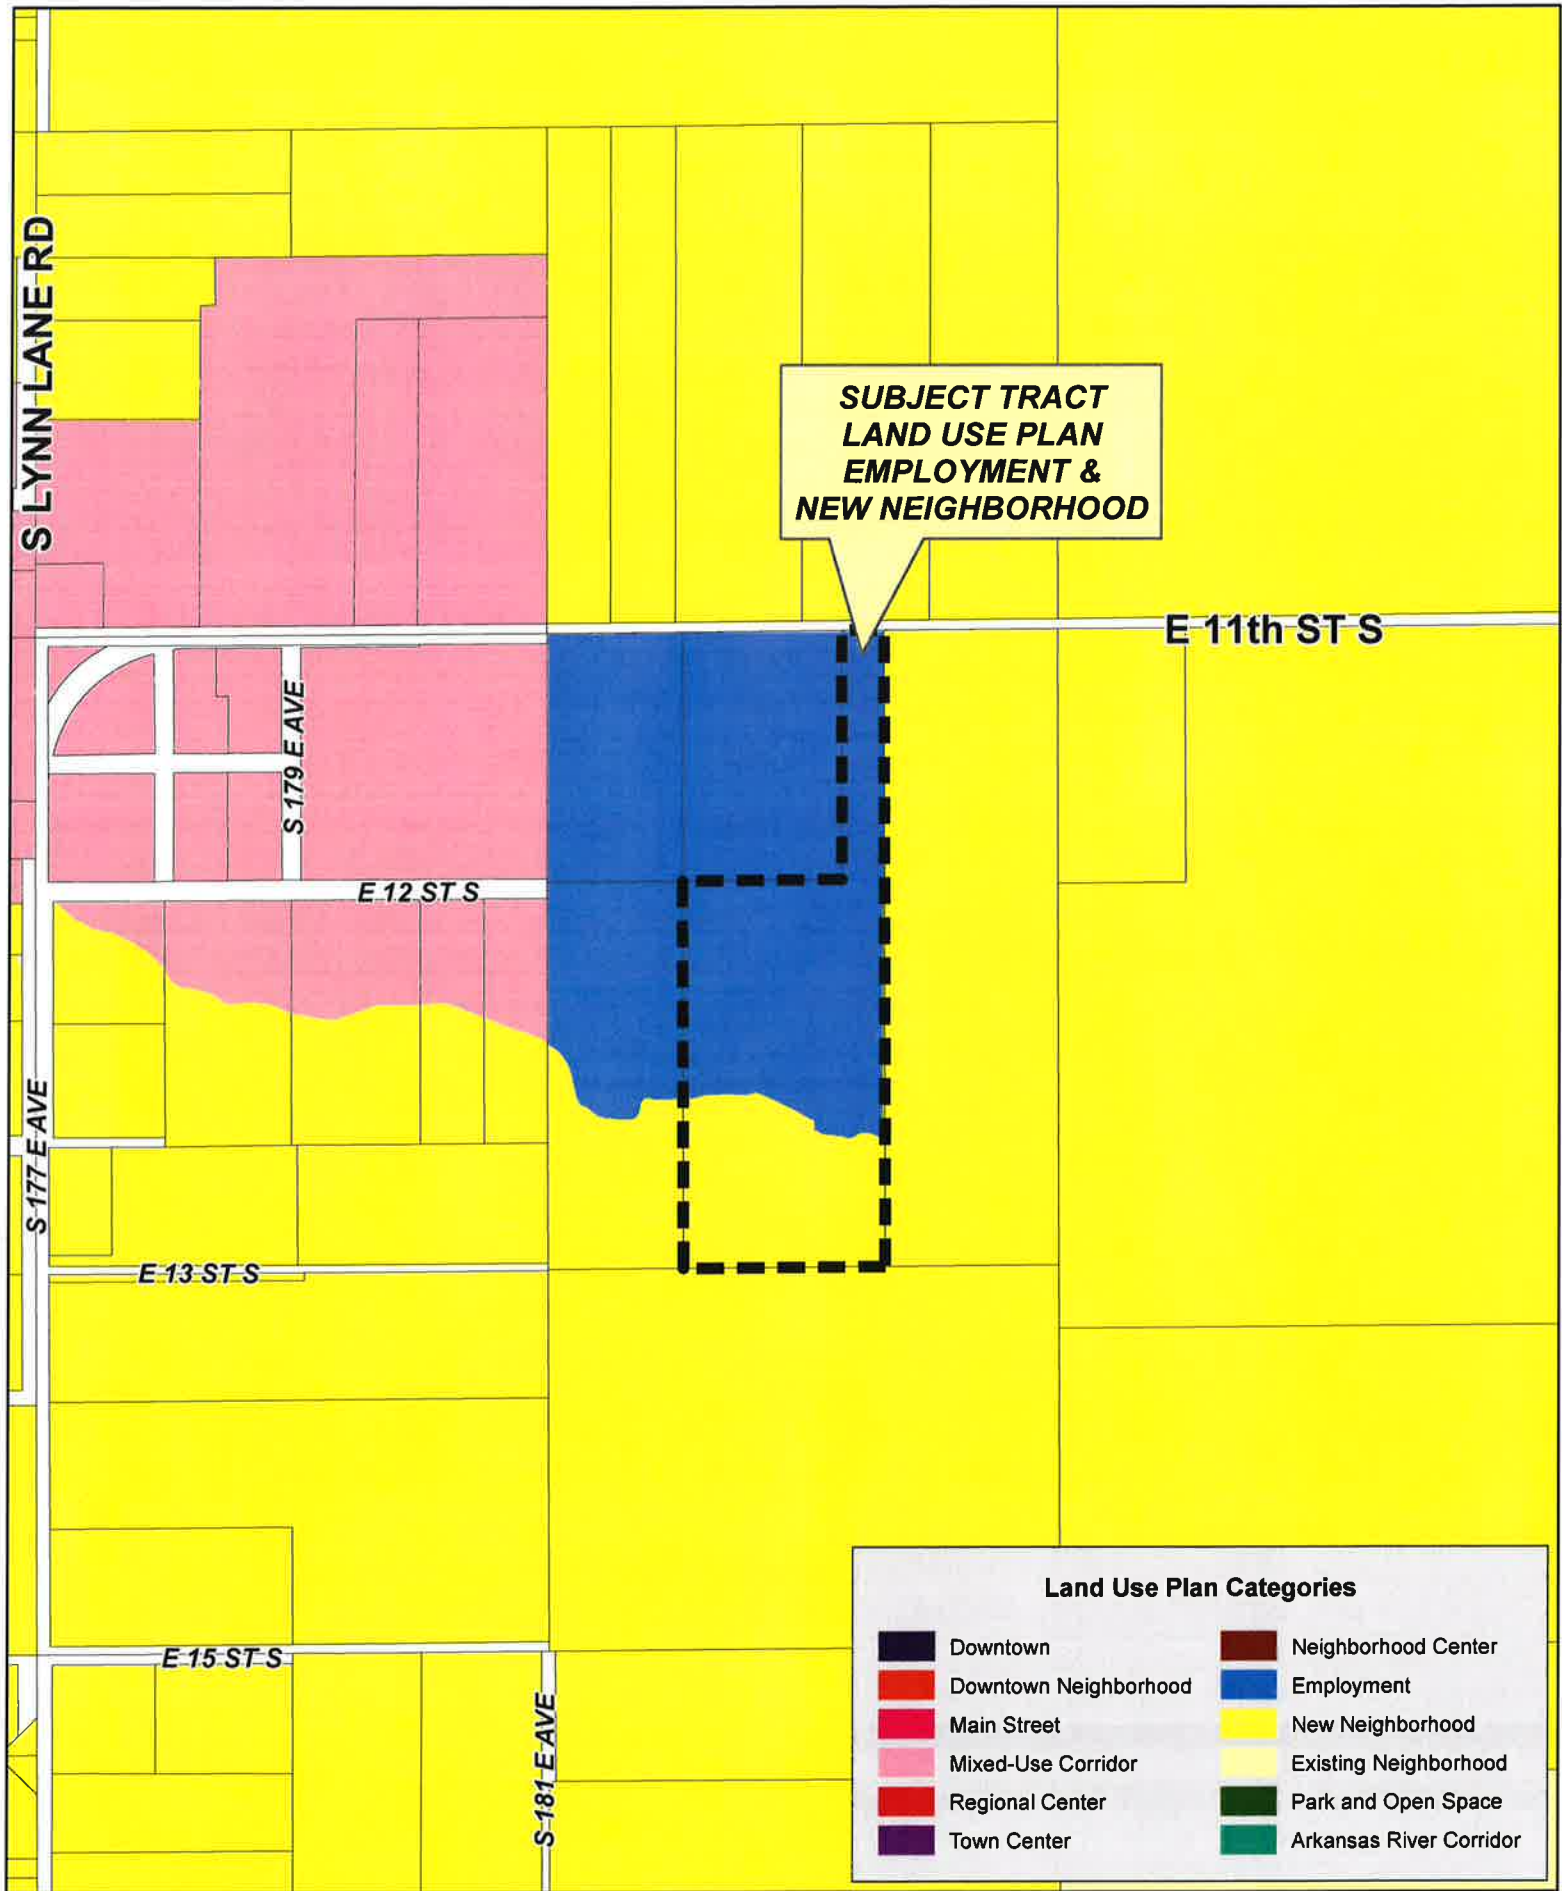 S LYNN LANE RD
SUBJECT TRACT
LAND USE PLAN
EMPLOYMENT &
NEW NEIGHBORHOOD
E 11th ST S
S 179 E AVE
E 12 ST S
S 177 E AVE
E 13 ST S
E 15 ST S
S 181 E AVE
Land Use Plan Categories
Downtown
Downtown Neighborhood
Main Street
Mixed-Use Corridor
Regional Center
Town Center
Neighborhood Center
Employment
New Neighborhood
Existing Neighborhood
Park and Open Space
Arkansas River Corridor